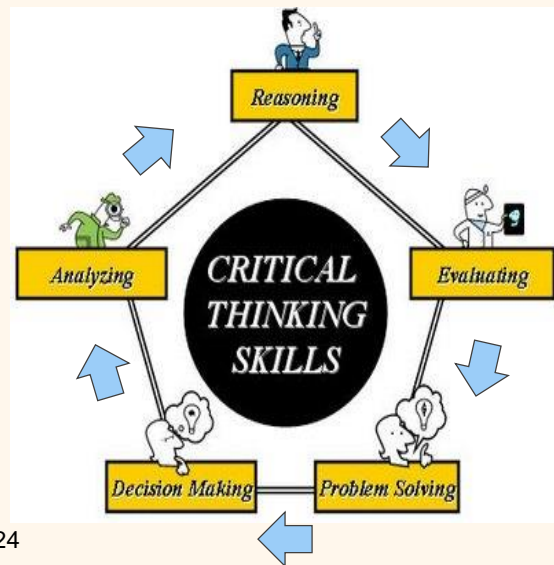 Reasoning
Analyzing
Evaluating
CRITICAL
THINKING
SKILLS
Decision Making
Problem Solving
24